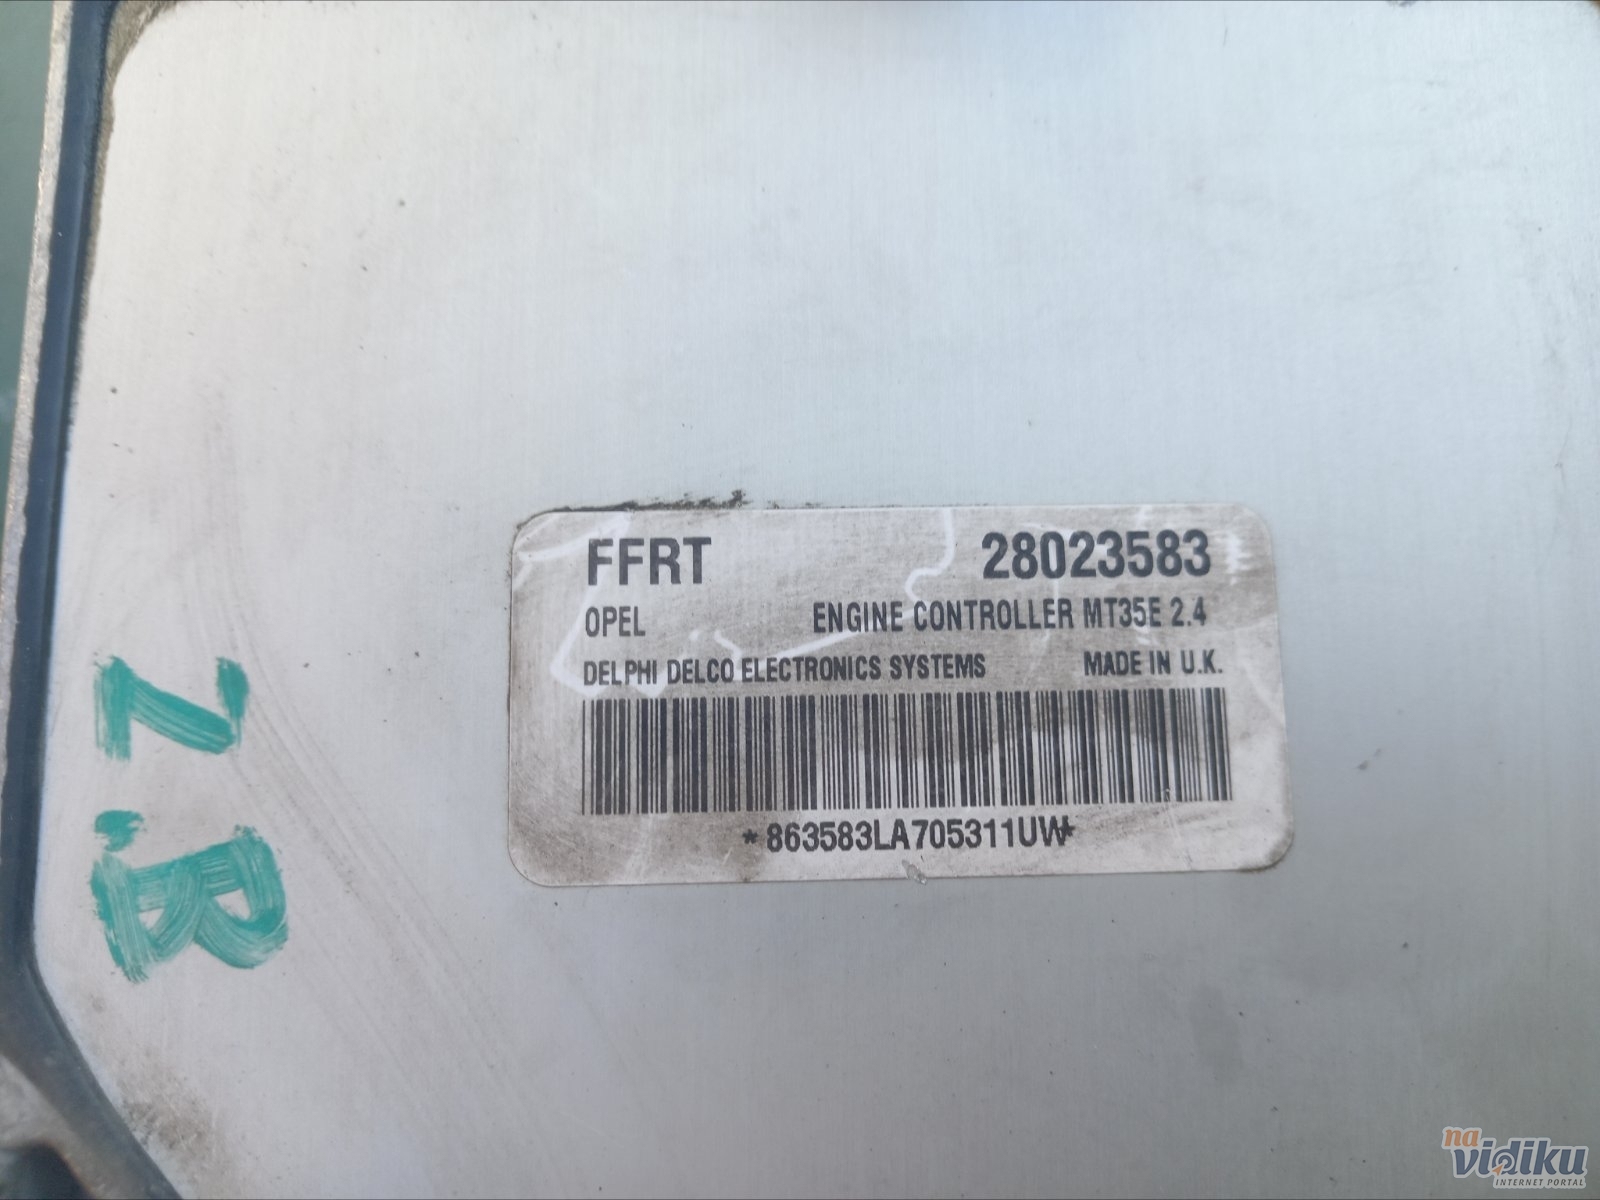 FFRT 28023583
OPEL ENGINE CONTROLLER MT35E 2.4
DELPHI DELCO ELECTRONICS SYSTEMS MADE IN U.K.
*863583LA705311UW*
Z.B
na vidiku
INTERNET PORTAL